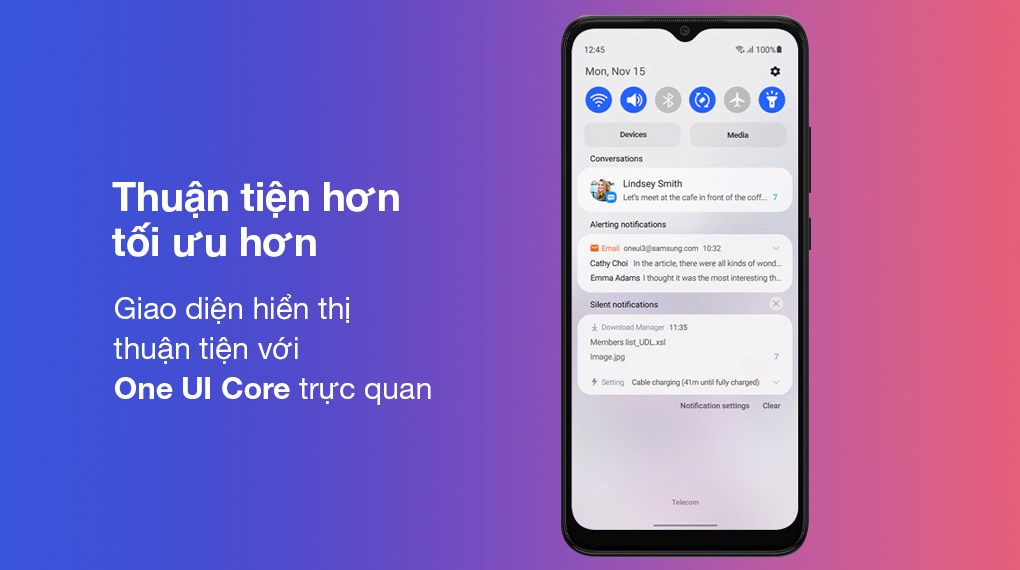 Thuận tiện hơn
tối ưu hơn
Giao diện hiển thị
thuận tiện với
One UI Core trực quan
12:45 100%
Mon, Nov 15
Devices Media
Conversations
Lindsey Smith
Let's meet at the cafe in front of the coff... 7
Alerting notifications
Email oneui3@samsung.com 10:32
Cathy Choi In the article, there were all kinds of wond...
Emma Adams I thought it was the most interesting th...
Silent notifications
Download Manager 11:35
Members list_UDL.xsl
Image.jpg 7
Setting Cable charging (41m until fully charged)
Notification settings Clear
Telecom